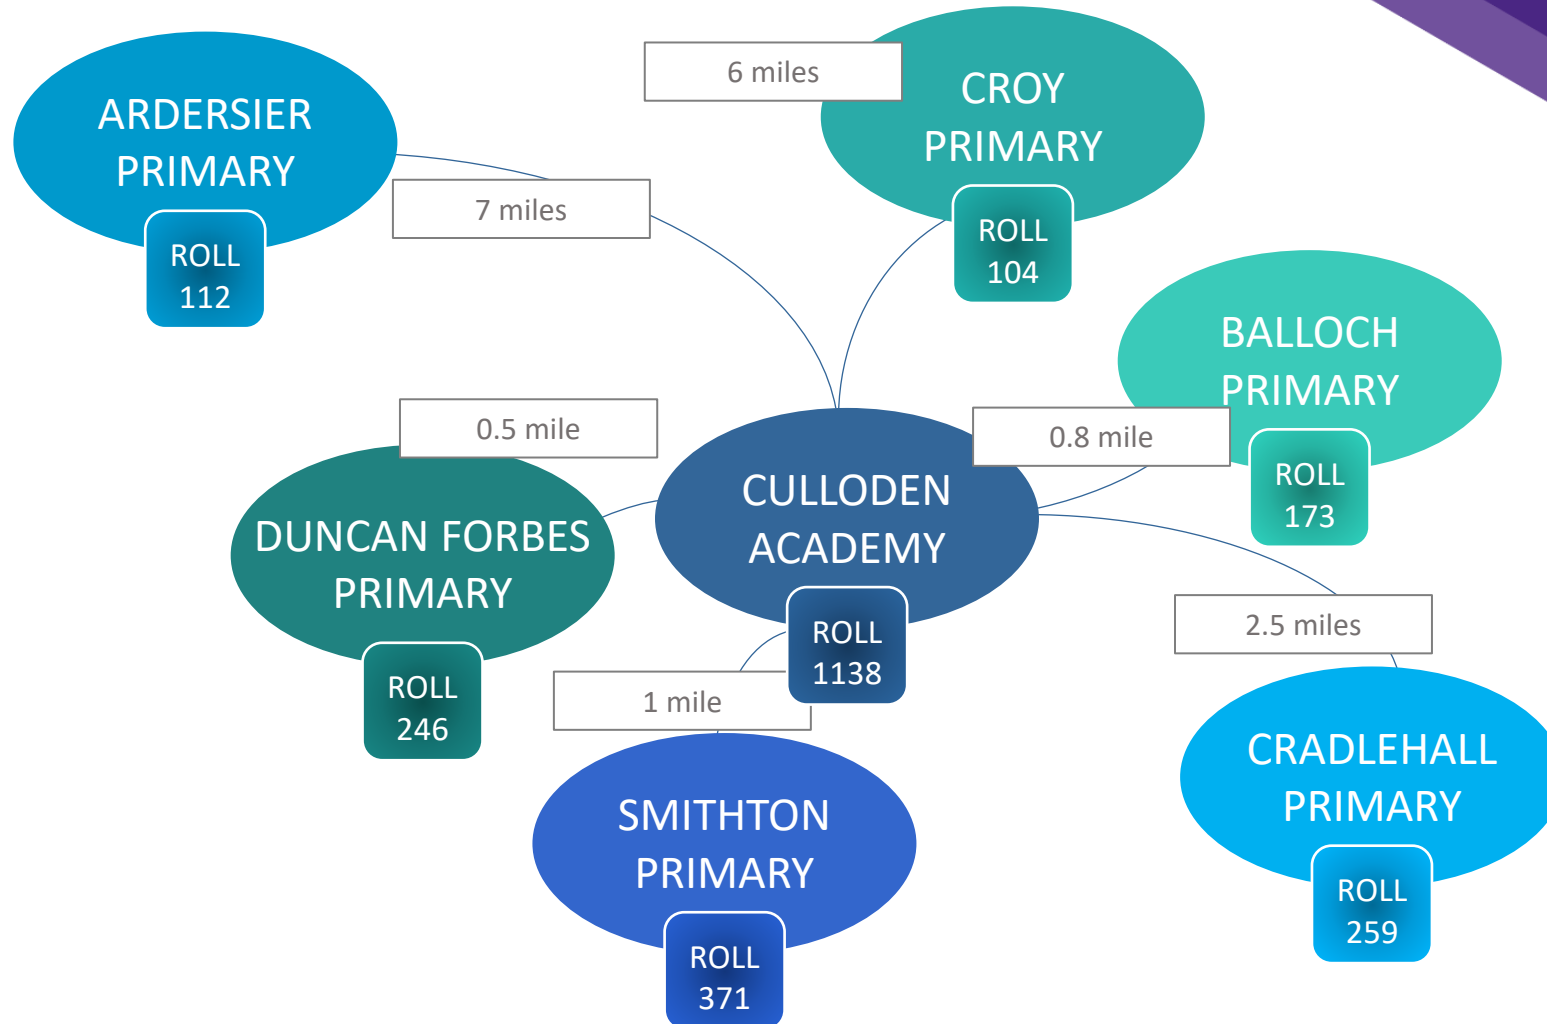 ARDERSIER
PRIMARY
ROLL
112
7 miles
6 miles
CROY
PRIMARY
ROLL
104
BALLOCH
PRIMARY
ROLL
173
0.8 mile
0.5 mile
DUNCAN FORBES
PRIMARY
ROLL
246
CULLODEN
ACADEMY
ROLL
1138
1 mile
SMITHTON
PRIMARY
ROLL
371
2.5 miles
CRADLEHALL
PRIMARY
ROLL
259